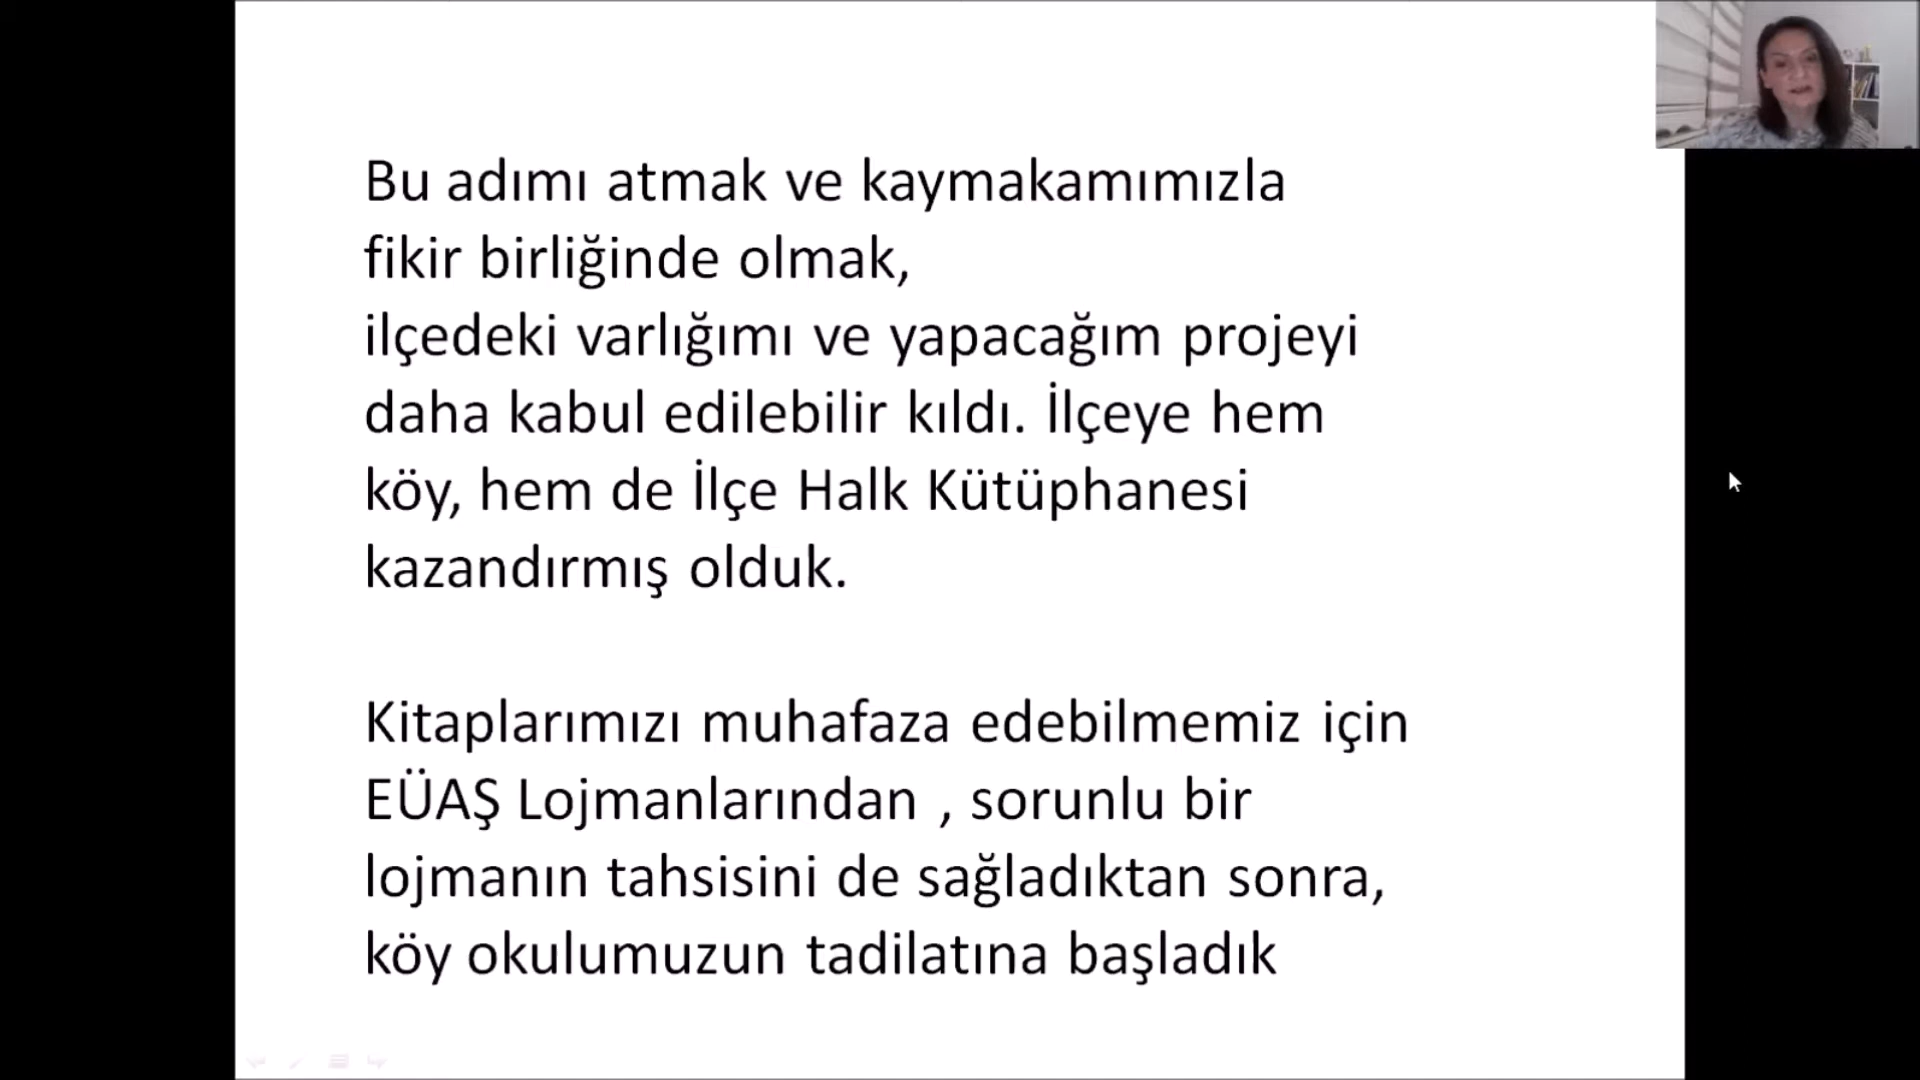 Bu adımı atmak ve kaymakamımızla
fikir birliğinde olmak,
ilçedeki varlığımı ve yapacağım projeyi
daha kabul edilebilir kıldı. İlçeye hem
köy, hem de İlçe Halk Kütüphanesi
kazandırmış olduk.
Kitaplarımızı muhafaza edebilmemiz için
EÜAŞ Lojmanlarından , sorunlu bir
lojmanın tahsisini de sağladıktan sonra,
köy okulumuzun tadilatına başladık